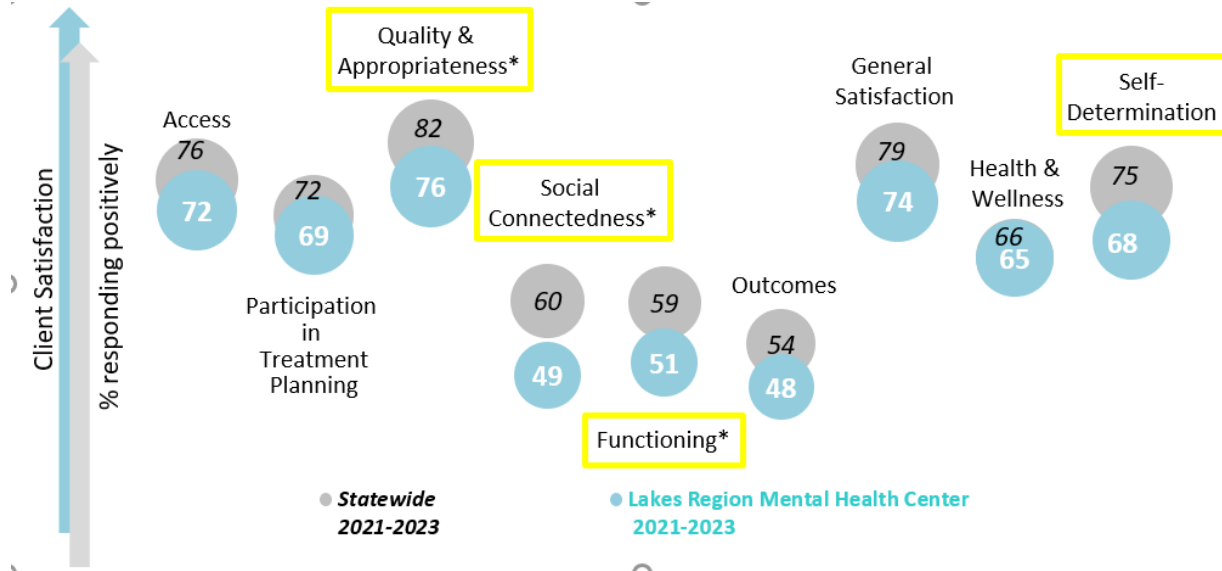 Client Satisfaction
% responding positively
Access
76
72
72
69
Participation
in
Treatment
Planning
Quality &
Appropriateness*
82
76
Social
Connectedness*
60
49
59
51
Functioning*
Outcomes
54
48
General
Satisfaction
79
74
Health &
Wellness
66
65
Self-
Determination
75
68
Statewide
2021-2023
Lakes Region Mental Health Center
2021-2023